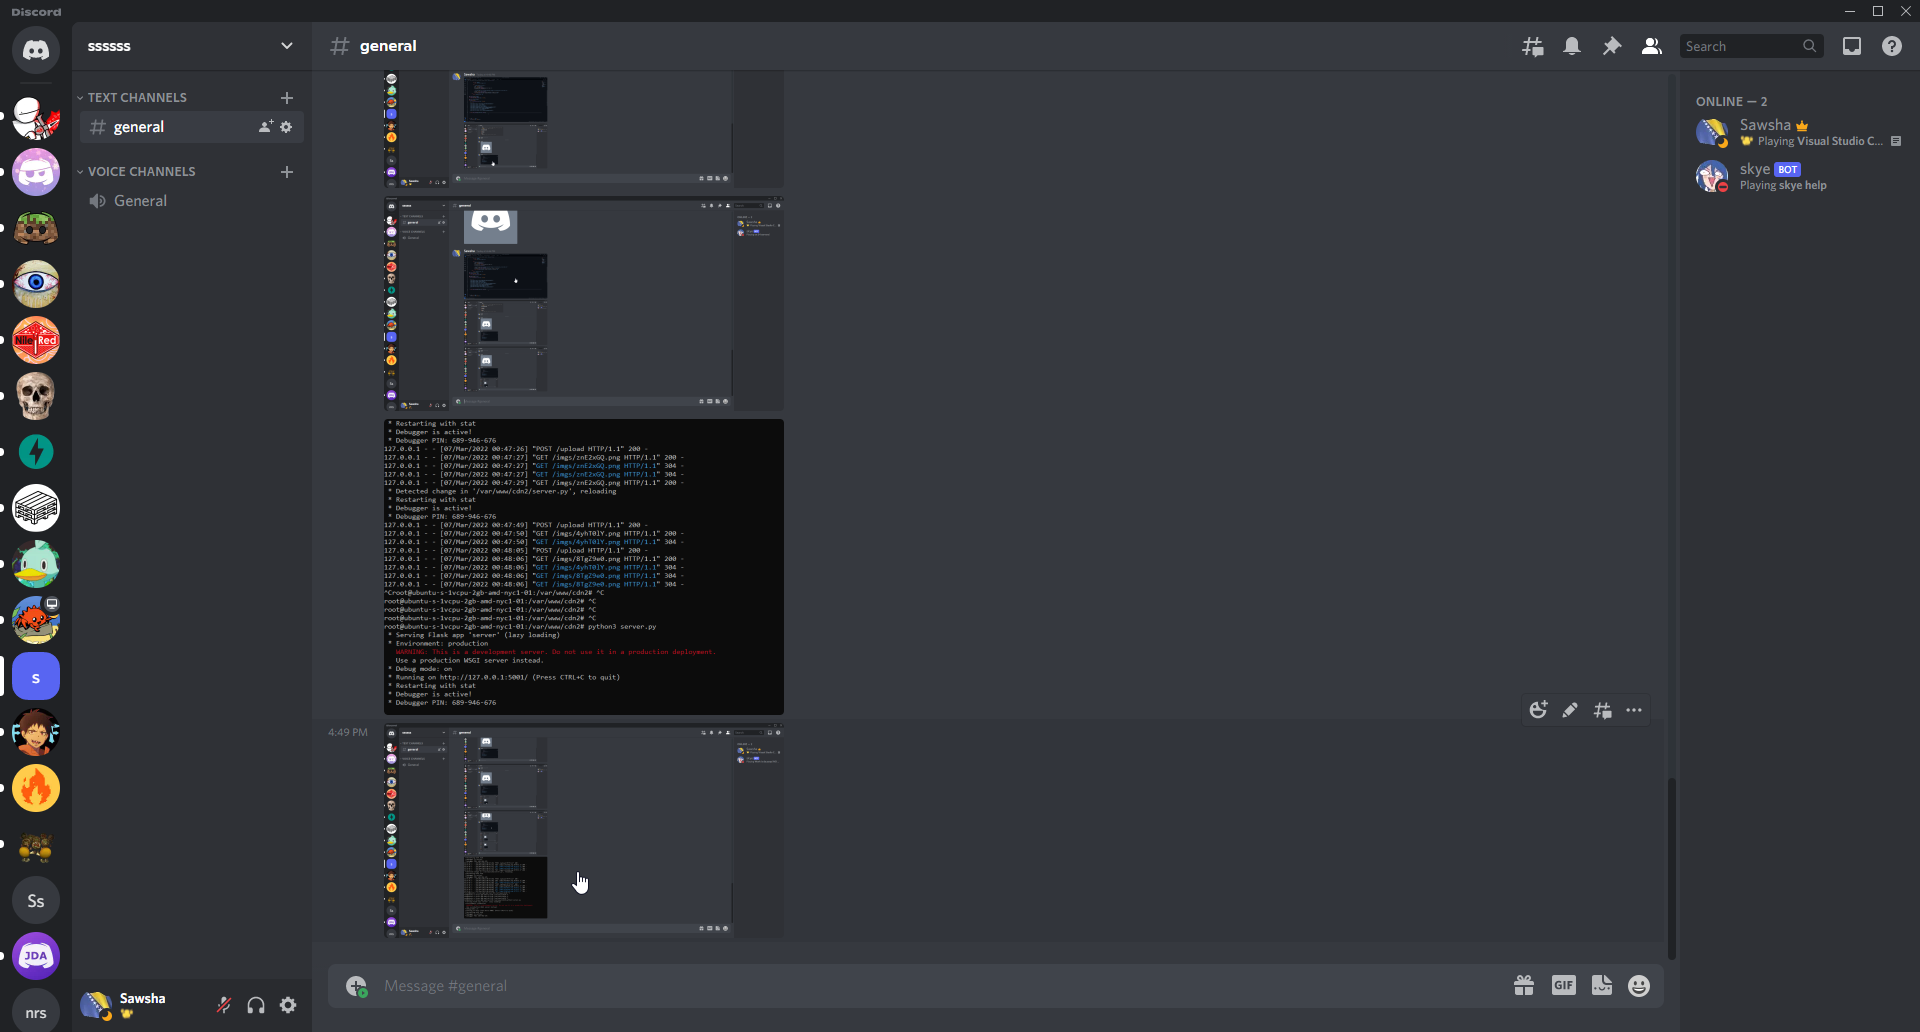 Discord
ssssss
general
Search
TEXT CHANNELS
general
VOICE CHANNELS
General
ONLINE — 2
Sawsha
Playing Visual Studio C...
skye BOT
Playing skye help
* Restarting with stat
* Debugger is active!
* Debugger PIN: 689-946-676
127.0.0.1 - - [07/Mar/2022 00:47:26] "POST /upload HTTP/1.1" 200 -
127.0.0.1 - - [07/Mar/2022 00:47:27] "GET /imgs/znE2xGQ.png HTTP/1.1" 200 -
127.0.0.1 - - [07/Mar/2022 00:47:27] "GET /imgs/znE2xGQ.png HTTP/1.1" 304 -
127.0.0.1 - - [07/Mar/2022 00:47:27] "GET /imgs/znE2xGQ.png HTTP/1.1" 304 -
127.0.0.1 - - [07/Mar/2022 00:47:29] "GET /imgs/znE2xGQ.png HTTP/1.1" 200 -
* Detected change in '/var/www/cdn2/server.py', reloading
* Restarting with stat
* Debugger is active!
* Debugger PIN: 689-946-676
127.0.0.1 - - [07/Mar/2022 00:47:49] "POST /upload HTTP/1.1" 200 -
127.0.0.1 - - [07/Mar/2022 00:47:50] "GET /imgs/4yhT0lY.png HTTP/1.1" 200 -
127.0.0.1 - - [07/Mar/2022 00:47:50] "GET /imgs/4yhT0lY.png HTTP/1.1" 304 -
127.0.0.1 - - [07/Mar/2022 00:48:05] "POST /upload HTTP/1.1" 200 -
127.0.0.1 - - [07/Mar/2022 00:48:06] "GET /imgs/8TgZ9e0.png HTTP/1.1" 200 -
127.0.0.1 - - [07/Mar/2022 00:48:06] "GET /imgs/4yhT0lY.png HTTP/1.1" 304 -
127.0.0.1 - - [07/Mar/2022 00:48:06] "GET /imgs/8TgZ9e0.png HTTP/1.1" 304 -
127.0.0.1 - - [07/Mar/2022 00:48:06] "GET /imgs/8TgZ9e0.png HTTP/1.1" 304 -
^Croot@ubuntu-s-1vcpu-2gb-amd-nyc1-01:/var/www/cdn2# ^C
root@ubuntu-s-1vcpu-2gb-amd-nyc1-01:/var/www/cdn2# ^C
root@ubuntu-s-1vcpu-2gb-amd-nyc1-01:/var/www/cdn2# ^C
root@ubuntu-s-1vcpu-2gb-amd-nyc1-01:/var/www/cdn2# ^C
root@ubuntu-s-1vcpu-2gb-amd-nyc1-01:/var/www/cdn2# python3 server.py
* Serving Flask app 'server' (lazy loading)
* Environment: production
WARNING: This is a development server. Do not use it in a production deployment.
Use a production WSGI server instead.
* Debug mode: on
* Running on http://127.0.0.1:5001/ (Press CTRL+C to quit)
* Restarting with stat
* Debugger is active!
* Debugger PIN: 689-946-676
4:49 PM
Nile Red
s
Ss
JDA
nrs
Sawsha
Message #general
GIF